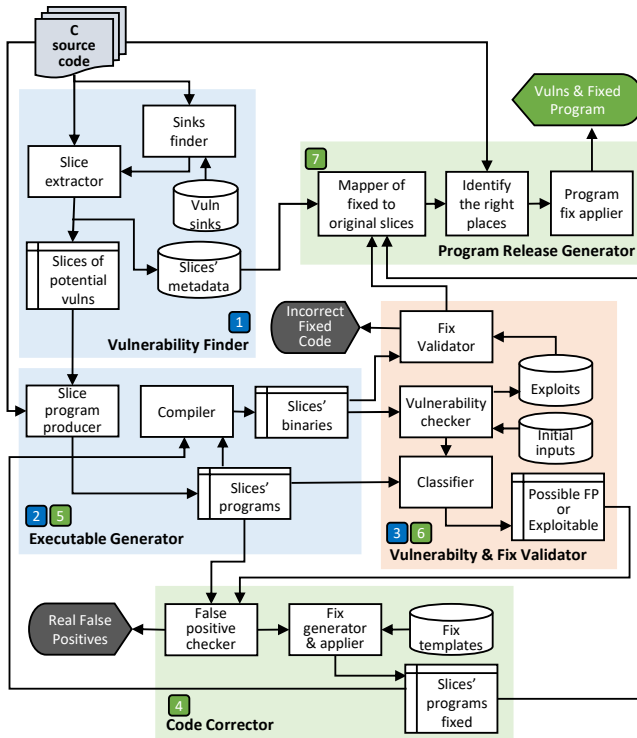 C
source
code
Sinks
finder
Slice
extractor
Vuln
sinks
Slices of
potential
vulns
Slices'
metadata
1
Vulnerability Finder
Vulns & Fixed
Program
7
Mapper of
fixed to
original slices
Identify
the right
places
Program
fix applier
Program Release Generator
Incorrect
Fixed
Code
Fix
Validator
Exploits
Vulnerability
checker
Initial
inputs
Classifier
Possible FP
or
Exploitable
3
6
Vulnerabilty & Fix Validator
Slice
program
producer
Compiler
Slices'
binaries
Slices'
programs
2
5
Executable Generator
Real False
Positives
False
positive
checker
Fix
generator
& applier
Fix
templates
Slices'
programs
fixed
4
Code Corrector